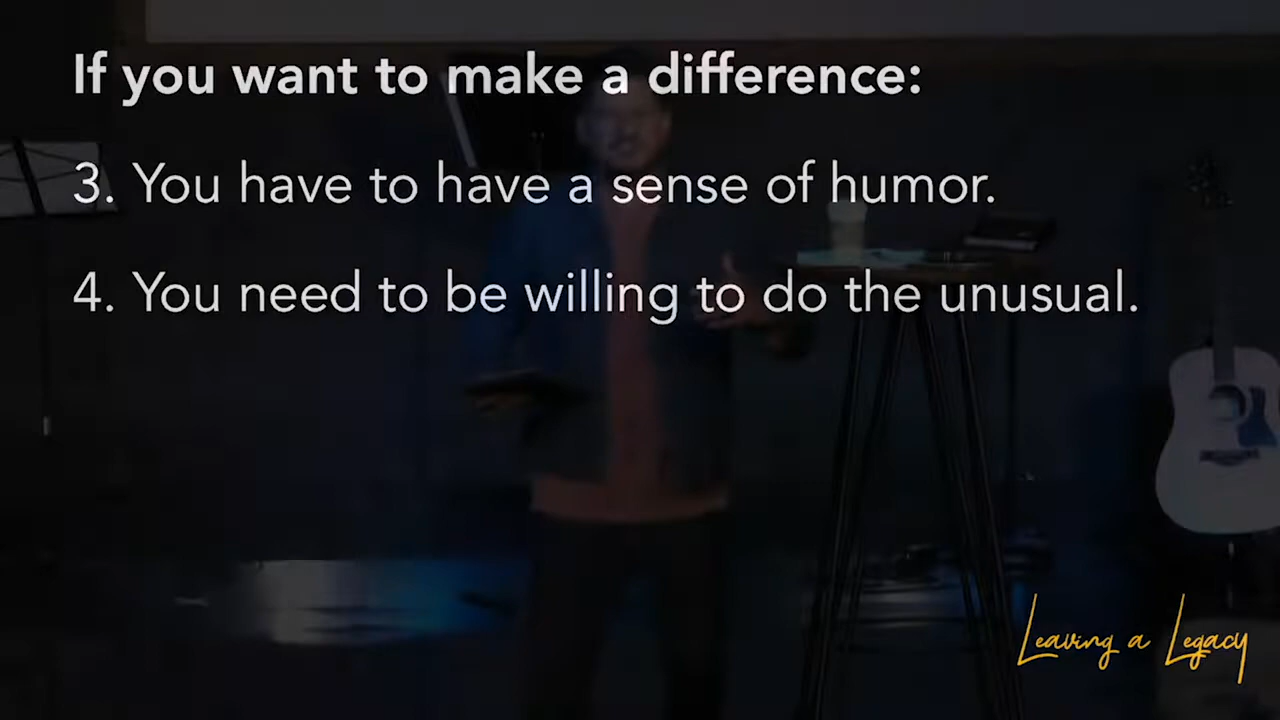 If you want to make a difference:
3. You have to have a sense of humor.
4. You need to be willing to do the unusual.
Leaving a Legacy